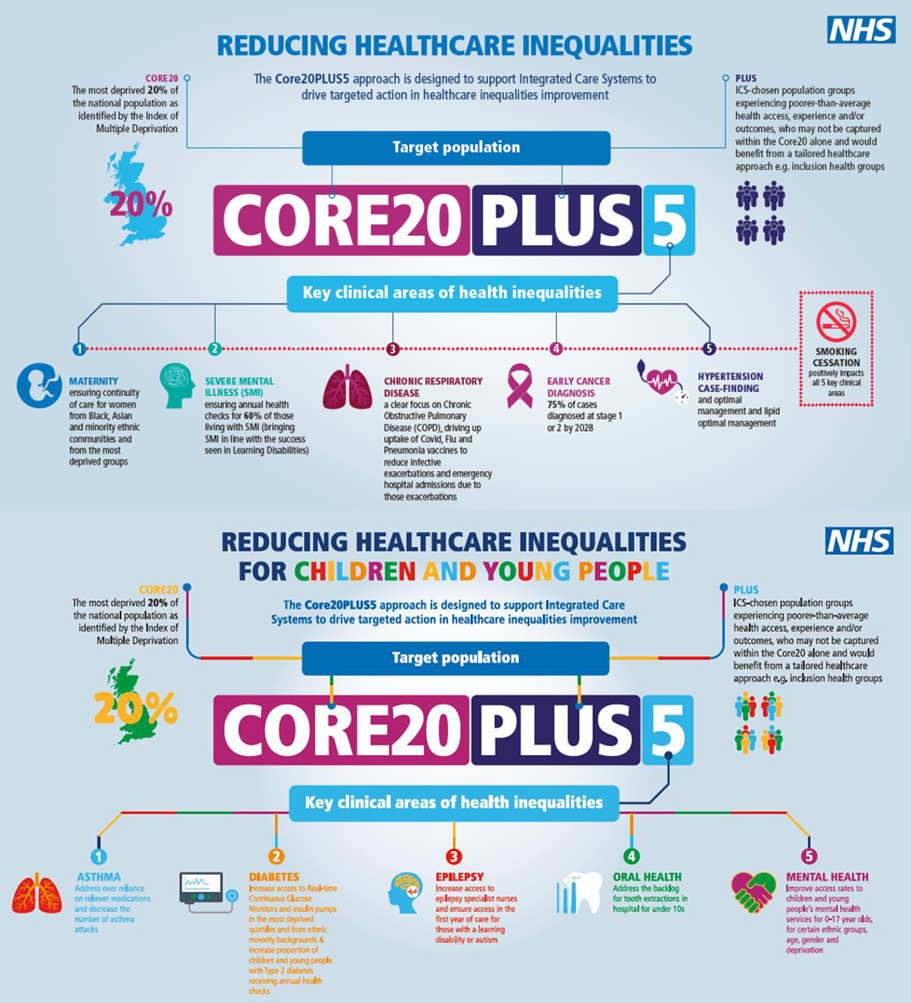 NHS
REDUCING HEALTHCARE INEQUALITIES
The Core20PLUS5 approach is designed to support Integrated Care Systems to
drive targeted action in healthcare inequalities improvement
CORE20
The most deprived 20% of
the national population as
identified by the Index of
Multiple Deprivation
20%
PLUS
ICS-chosen population groups
experiencing poorer-than-average
health access, experience and/or
outcomes, who may not be captured
within the Core20 alone and would
benefit from a tailored healthcare
approach e.g. inclusion health groups
Target population
CORE20 PLUS 5
Key clinical areas of health inequalities
1
MATERNITY
ensuring continuity
of care for women
from Black, Asian
and minority ethnic
communities and
from the most
deprived groups
2
SEVERE MENTAL
ILLNESS (SMI)
ensuring annual health
checks for 60% of those
living with SMI (bringing
SMI in line with the success
seen in Learning Disabilities)
3
CHRONIC RESPIRATORY
DISEASE
a clear focus on Chronic
Obstructive Pulmonary
Disease (COPD), driving up
uptake of Covid, Flu and
Pneumonia vaccines to
reduce infective
exacerbations and emergency
hospital admissions due to
those exacerbations
4
EARLY CANCER
DIAGNOSIS
75% of cases
diagnosed at stage 1
or 2 by 2028
5
HYPERTENSION
CASE-FINDING
and optimal
management and lipid
optimal management
SMOKING
CESSATION
positively impacts
all 5 key clinical
areas
NHS
REDUCING HEALTHCARE INEQUALITIES
FOR CHILDREN AND YOUNG PEOPLE
The Core20PLUS5 approach is designed to support Integrated Care
Systems to drive targeted action in healthcare inequalities improvement
CORE20
The most deprived 20% of
the national population as
identified by the Index of
Multiple Deprivation
20%
PLUS
ICS-chosen population groups
experiencing poorer-than-average
health access, experience and/or
outcomes, who may not be captured
within the Core20 alone and would
benefit from a tailored healthcare
approach e.g. inclusion health groups
Target population
CORE20 PLUS 5
Key clinical areas of health inequalities
1
ASTHMA
Address over reliance
on reliever medications
and decrease the
number of asthma
attacks
2
DIABETES
Increase access to Real-time
Continuous Glucose
Monitors and insulin pumps
in the most deprived
quintiles and from ethnic
minority backgrounds &
increase proportion of
children and young people
with Type 2 diabetes
receiving annual health
checks
3
EPILEPSY
Increase access to
epilepsy specialist nurses
and ensure access in the
first year of care for
those with a learning
disability or autism
4
ORAL HEALTH
Address the backlog
for tooth extractions in
hospital for under 10s
5
MENTAL HEALTH
Improve access rates to
children and young
people's mental health
services for 0-17 year olds,
for certain ethnic groups,
age, gender and
deprivation